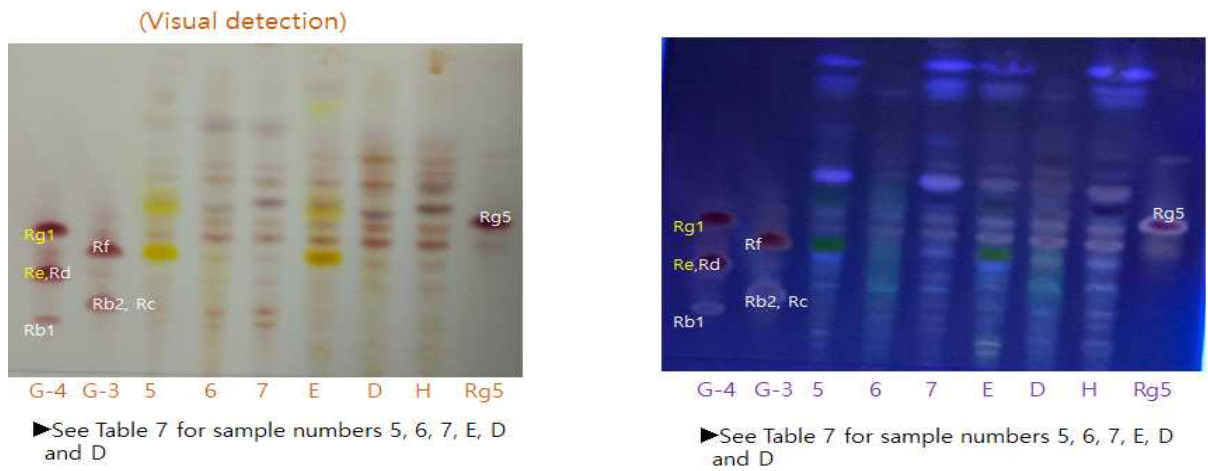 (Visual detection)
Rg1
Re,Rd
Rb1
Rf
Rb2, Rc
Rg5
G-4 G-3 5 6 7 E D H Rg5
►See Table 7 for sample numbers 5, 6, 7, E, D
and D
Rg1
Re,Rd
Rb1
Rf
Rb2, Rc
Rg5
G-4 G-3 5 6 7 E D H Rg5
►See Table 7 for sample numbers 5, 6, 7, E, D
and D